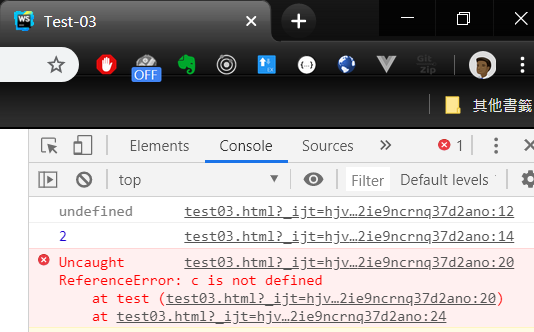 WS
Test-03
OFF
{···}
Git
Zip
其他書籤
Elements
Console
Sources
»
1
top
Filter
Default levels
undefined
test03.html?_ijt=hjv…2ie9ncrnq37d2ano:12
2
test03.html?_ijt=hjv…2ie9ncrnq37d2ano:14
Uncaught
test03.html?_ijt=hjv…2ie9ncrnq37d2ano:20
ReferenceError: c is not defined
at test (test03.html?_ijt=hjv…2ie9ncrnq37d2ano:20)
at test03.html?_ijt=hjv…2ie9ncrnq37d2ano:24